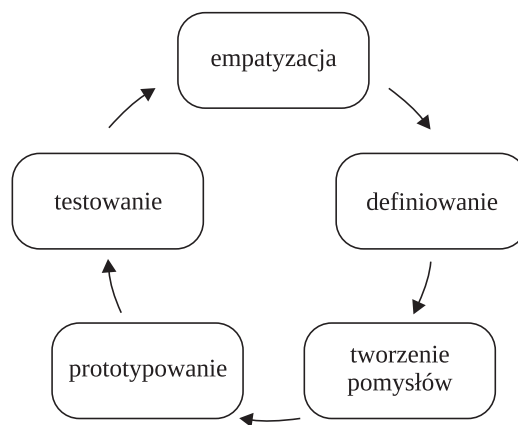 empatyzacja
definiowanie
tworzenie
pomysłów
prototypowanie
testowanie